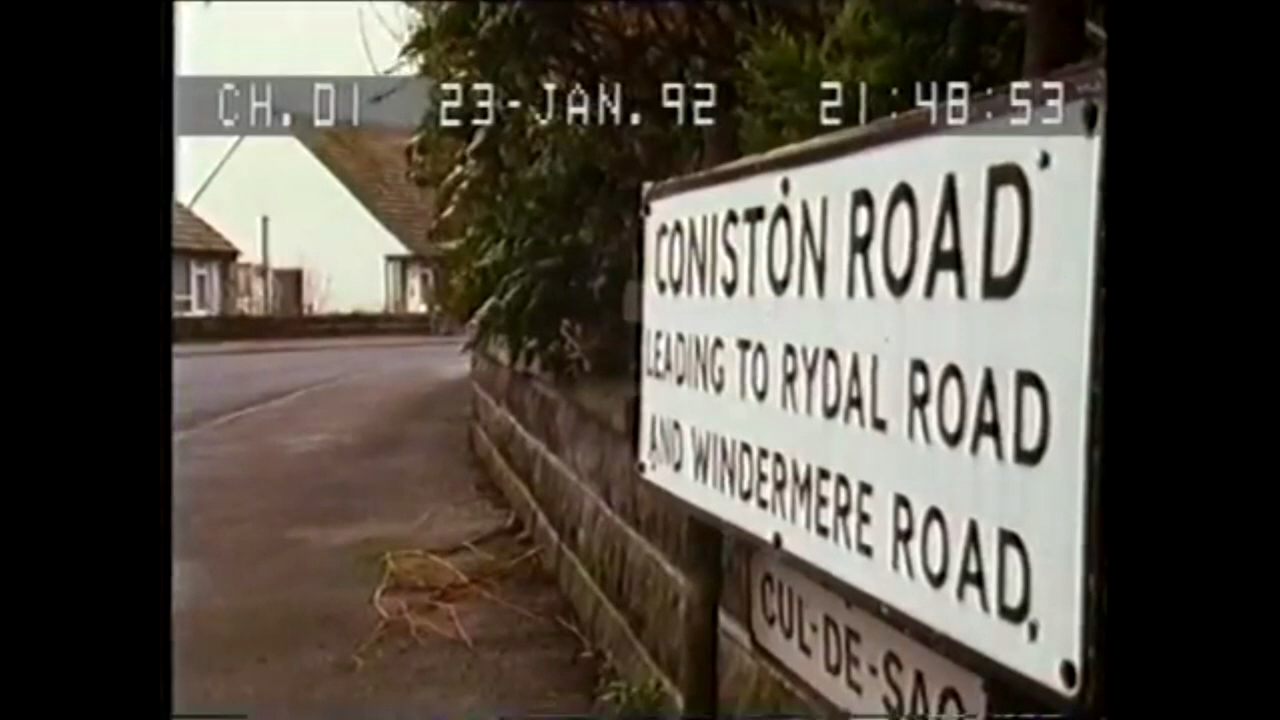 CH. 01 23-JAN. 92 21:48:53
CONISTON ROAD
LEADING TO RYDAL ROAD
AND WINDERMERE ROAD.
CUL-DE-SAC